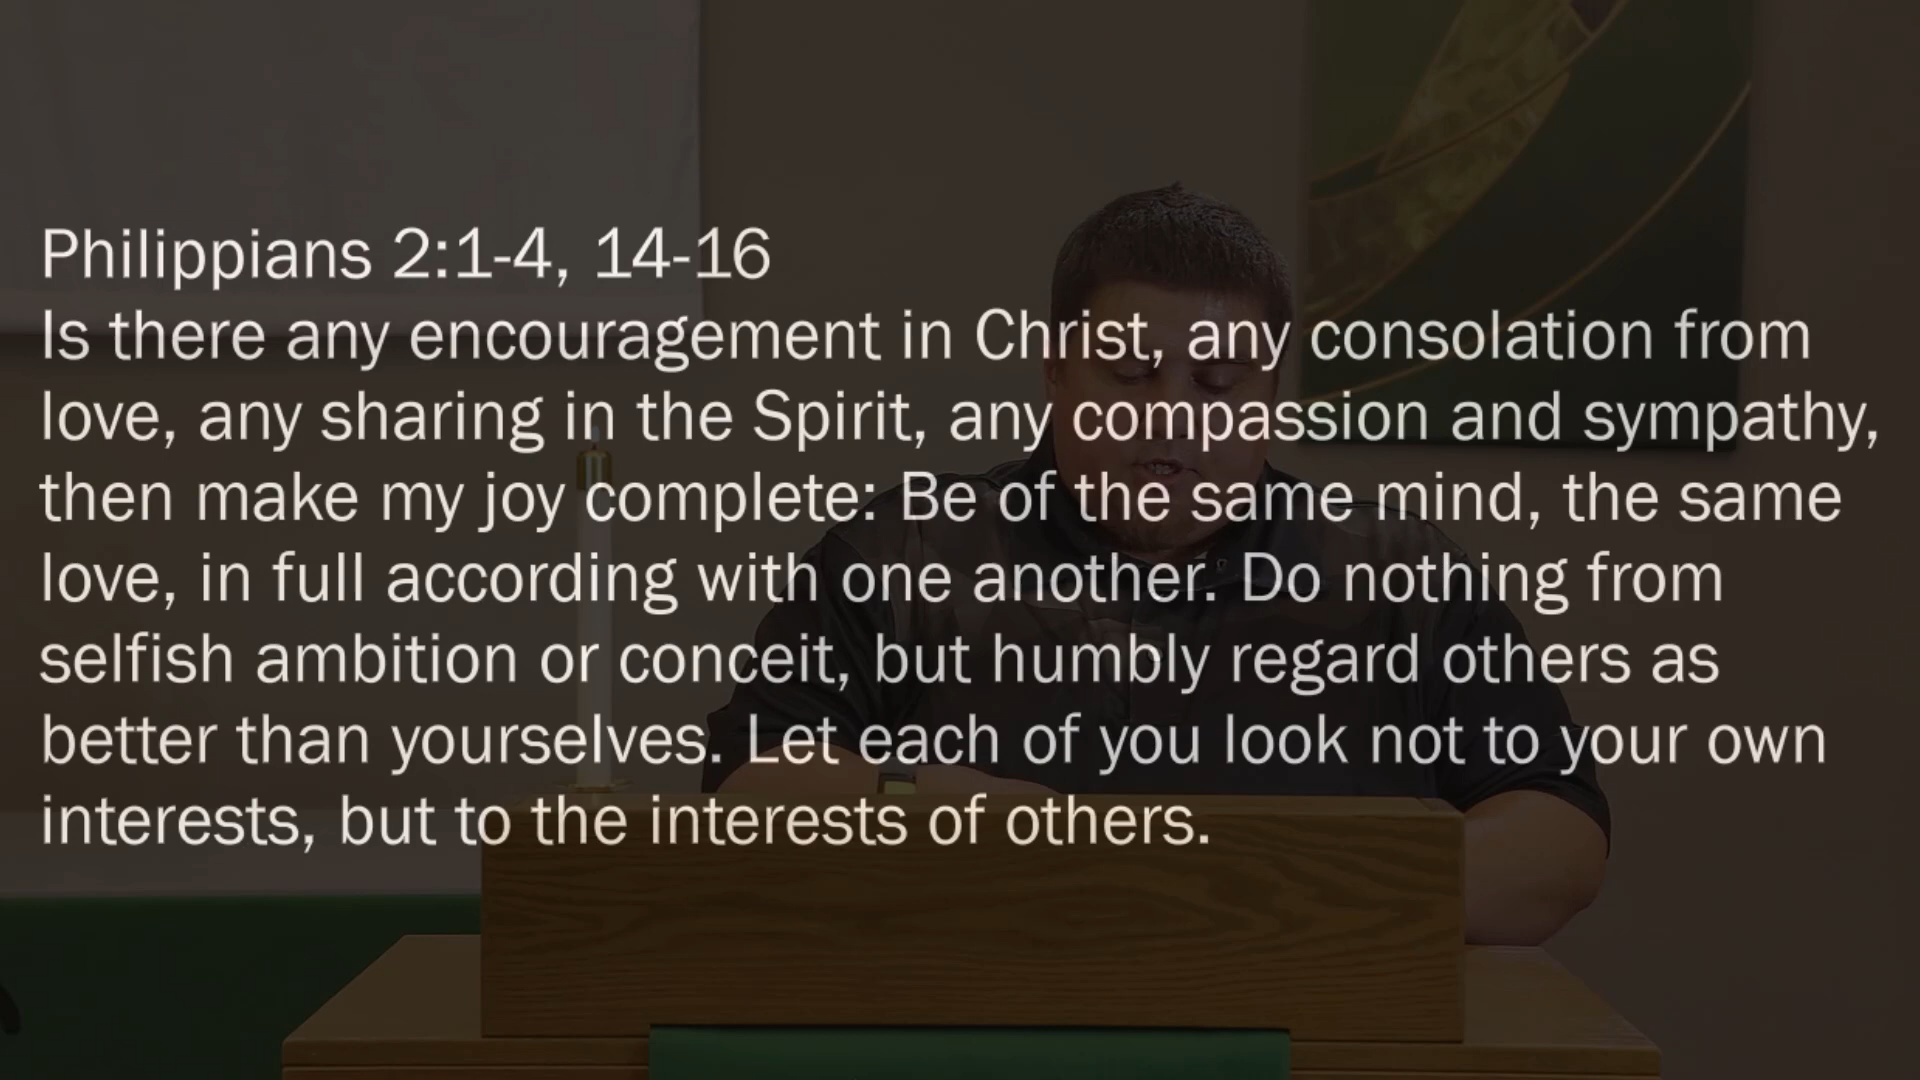 Philippians 2:1-4, 14-16
Is there any encouragement in Christ, any consolation from
love, any sharing in the Spirit, any compassion and sympathy,
then make my joy complete: Be of the same mind, the same
love, in full according with one another. Do nothing from
selfish ambition or conceit, but humbly regard others as
better than yourselves. Let each of you look not to your own
interests, but to the interests of others.